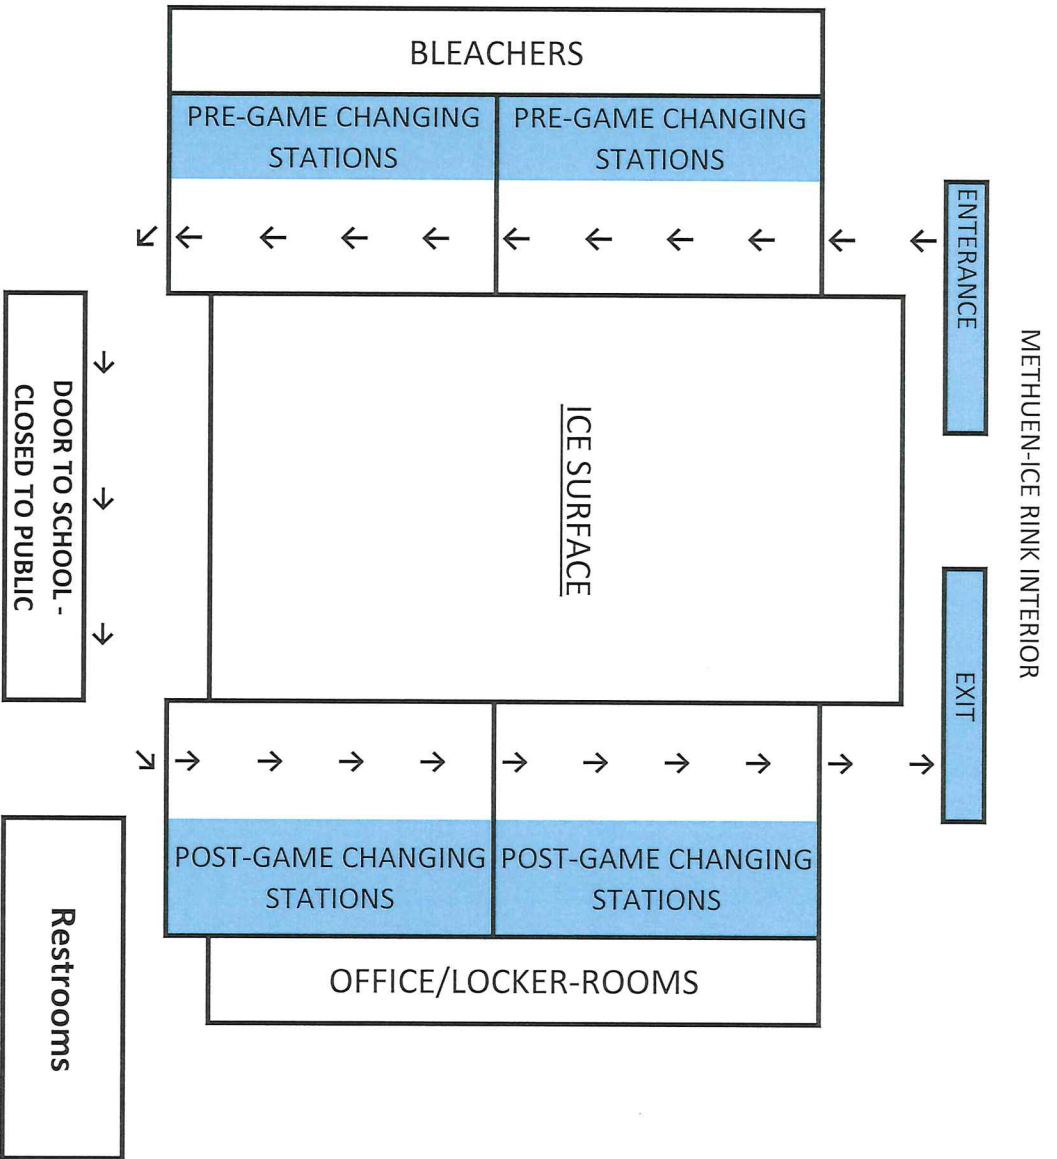 METHUEN-ICE RINK INTERIOR
BLEACHERS
PRE-GAME CHANGING
STATIONS
PRE-GAME CHANGING
STATIONS
ENTERANCE
ICE SURFACE
DOOR TO SCHOOL -
CLOSED TO PUBLIC
EXIT
POST-GAME CHANGING
STATIONS
POST-GAME CHANGING
STATIONS
OFFICE/LOCKER-ROOMS
Restrooms